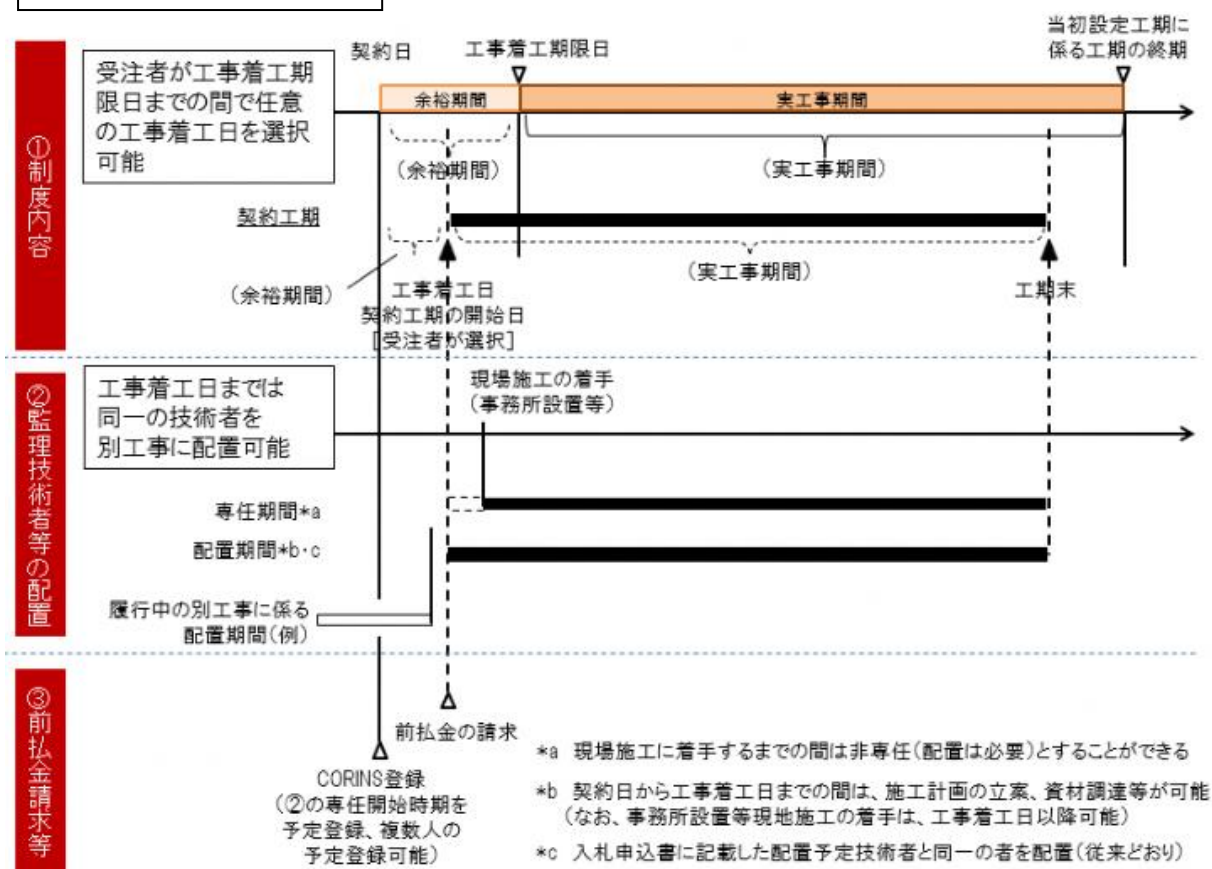 ①制度内容
受注者が工事着工期
限日までの間で任意
の工事着工日を選択
可能
契約日
工事着工期限日
当初設定工期に
係る工期の終期
余裕期間
実工事期間
（余裕期間）
（実工事期間）
契約工期
（余裕期間）
（実工事期間）
工事着工日
契約工期の開始日
［受注者が選択］
工期末
②監理技術者等の配置
工事着工日までは
同一の技術者を
別工事に配置可能
現場施工の着手
（事務所設置等）
専任期間*a
配置期間*b・c
履行中の別工事に係る
配置期間（例）
③前払金請求等
前払金の請求
CORINS登録
（②の専任開始時期を
予定登録、複数人の
予定登録可能）
*a 現場施工に着手するまでの間は非専任（配置は必要）とすることができる
*b 契約日から工事着工日までの間は、施工計画の立案、資材調達等が可能
（なお、事務所設置等現地施工の着手は、工事着工日以降可能）
*c 入札申込書に記載した配置予定技術者と同一の者を配置（従来どおり）